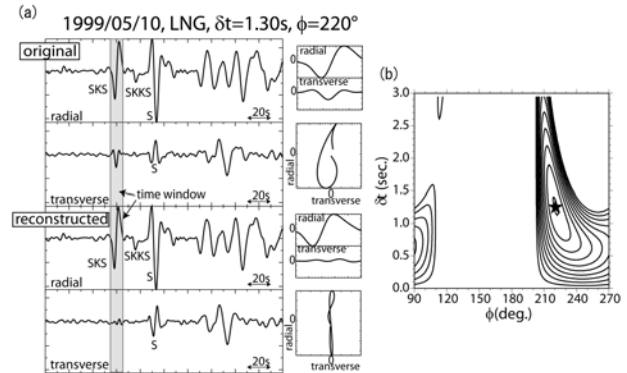 (a)
1999/05/10, LNG, δt=1.30s, ϕ=220°
original
SKS
SKKS
S
radial
20s
S
transverse
20s
time window
reconstructed
SKS
SKKS
S
radial
20s
S
transverse
20s
radial
0
transverse
0
radial
0
transverse
radial
0
transverse
0
radial
0
transverse
(b)
3.0
2.5
2.0
1.5
1.0
0.5
0.0
δt (sec.)
90 120 150 180 210 240 270
ϕ(deg.)